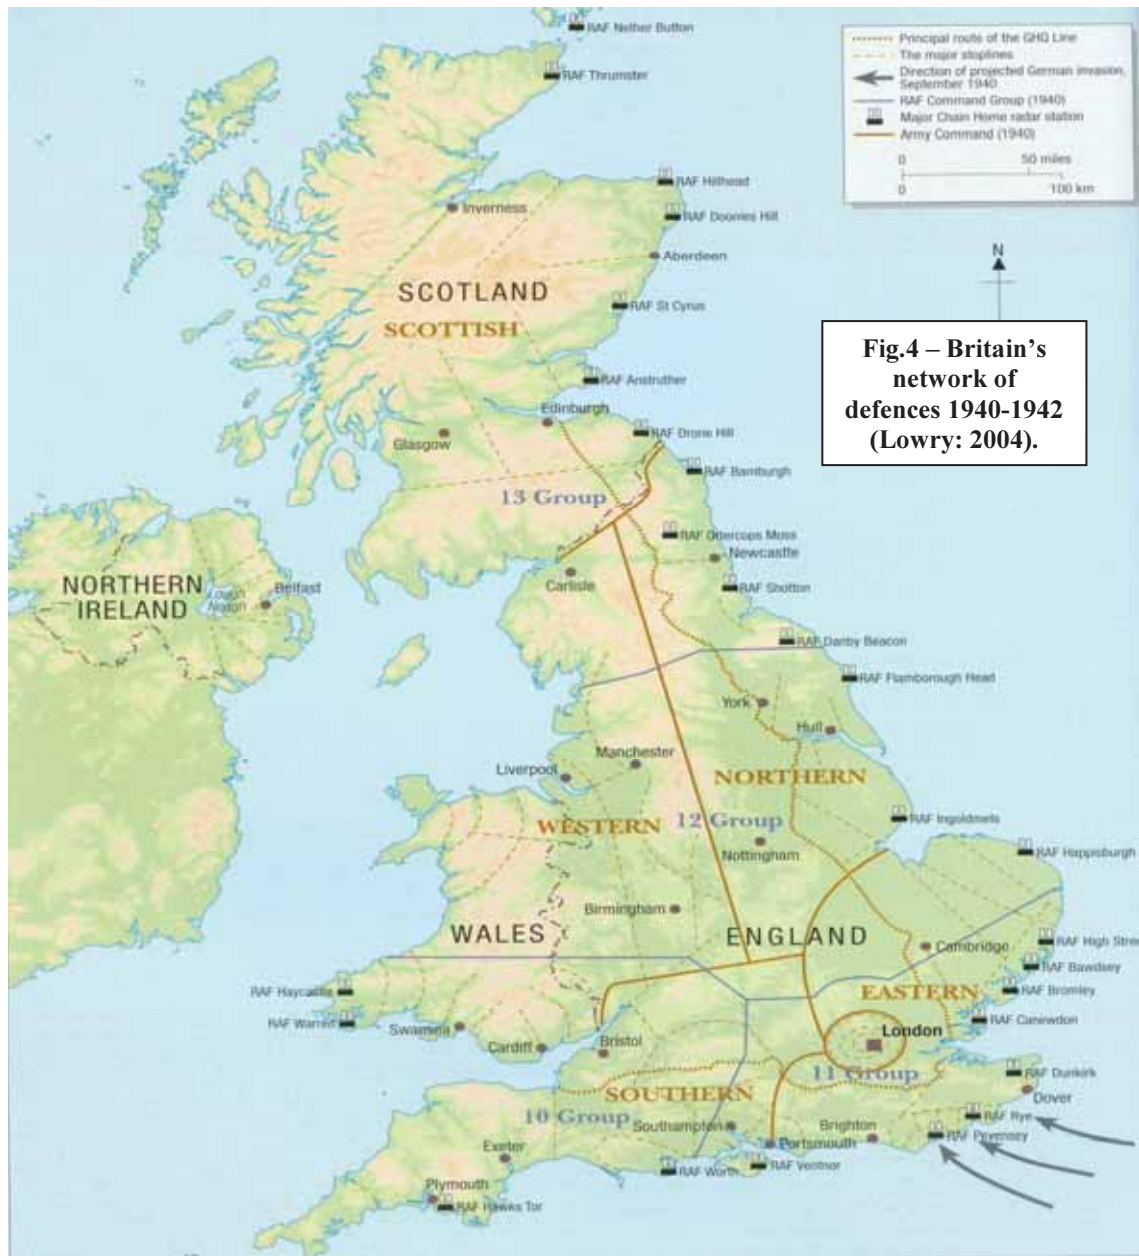 Principal route of the GHQ Line
The major stoplines
Direction of projected German invasion,
September 1940
RAF Command Group (1940)
Major Chain Home radar station
Army Command (1940)
0 50 miles
0 100 km
N
Fig.4 – Britain's
network of
defences 1940-1942
(Lowry: 2004).
RAF Nether Button
RAF Thrumster
RAF Hillhead
Inverness
RAF Doonies Hill
Aberdeen
SCOTLAND
RAF St Cyrus
SCOTTISH
RAF Anstruther
Edinburgh
Glasgow
RAF Drone Hill
RAF Bamburgh
13 Group
RAF Ottercops Moss
Newcastle
Carlisle
RAF Shotton
NORTHERN
IRELAND
Lough
Neagh
Belfast
RAF Danby Beacon
RAF Flamborough Head
York
Hull
Manchester
Liverpool
NORTHERN
WESTERN
12 Group
RAF Ingoldmels
Nottingham
RAF Happisburgh
Birmingham
WALES
ENGLAND
Cambridge
RAF High Stree
RAF Bawdsey
RAF Haycastle
EASTERN
RAF Bromley
RAF Warren
Swansea
RAF Canewdon
London
Cardiff
Bristol
11 Group
RAF Dunkirk
SOUTHERN
Dover
10 Group
RAF Rye
Southampton
Brighton
RAF Pevensey
Portsmouth
Exeter
RAF Worth
RAF Ventnor
Plymouth
RAF Hawks Tor